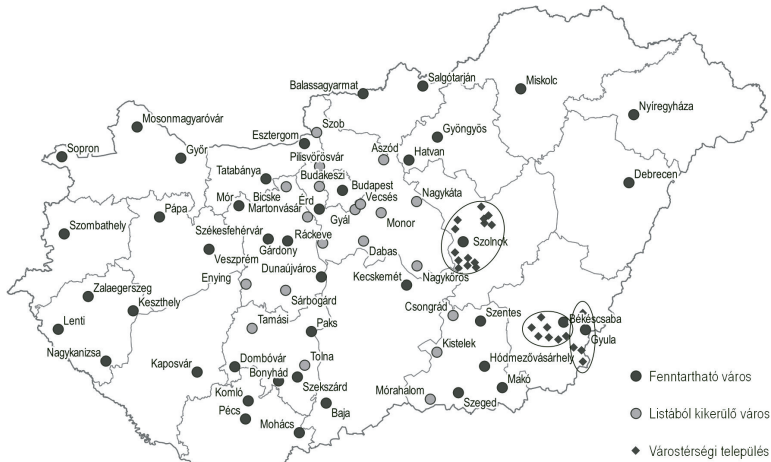 Salgótarján
Balassagyarmat
Miskolc
Nyíregyháza
Mosonmagyaróvár
Szob
Esztergom
Gyöngyös
Sopron
Győr
Aszód
Hatvan
Pilisvörösvár
Tatabánya
Budakeszi
Debrecen
Bicske
Budapest
Mór
Martonvásár
Érd
Vecsés
Nagykáta
Pápa
Gyál
Monor
Szombathely
Székesfehérvár
Ráckeve
Szolnok
Veszprém
Gárdony
Dabas
Dunaújváros
Nagykőrös
Enying
Kecskemét
Zalaegerszeg
Keszthely
Sárbogárd
Csongrád
Szentes
Békéscsaba
Lenti
Tamási
Paks
Gyula
Kistelek
Nagykanizsa
Kaposvár
Dombóvár
Tolna
Hódmezővásárhely
Bonyhád
Fenntartható város
Komló
Szekszárd
Mórahalom
Makó
Pécs
Baja
Szeged
Listából kikerülő város
Mohács
Várostérségi település